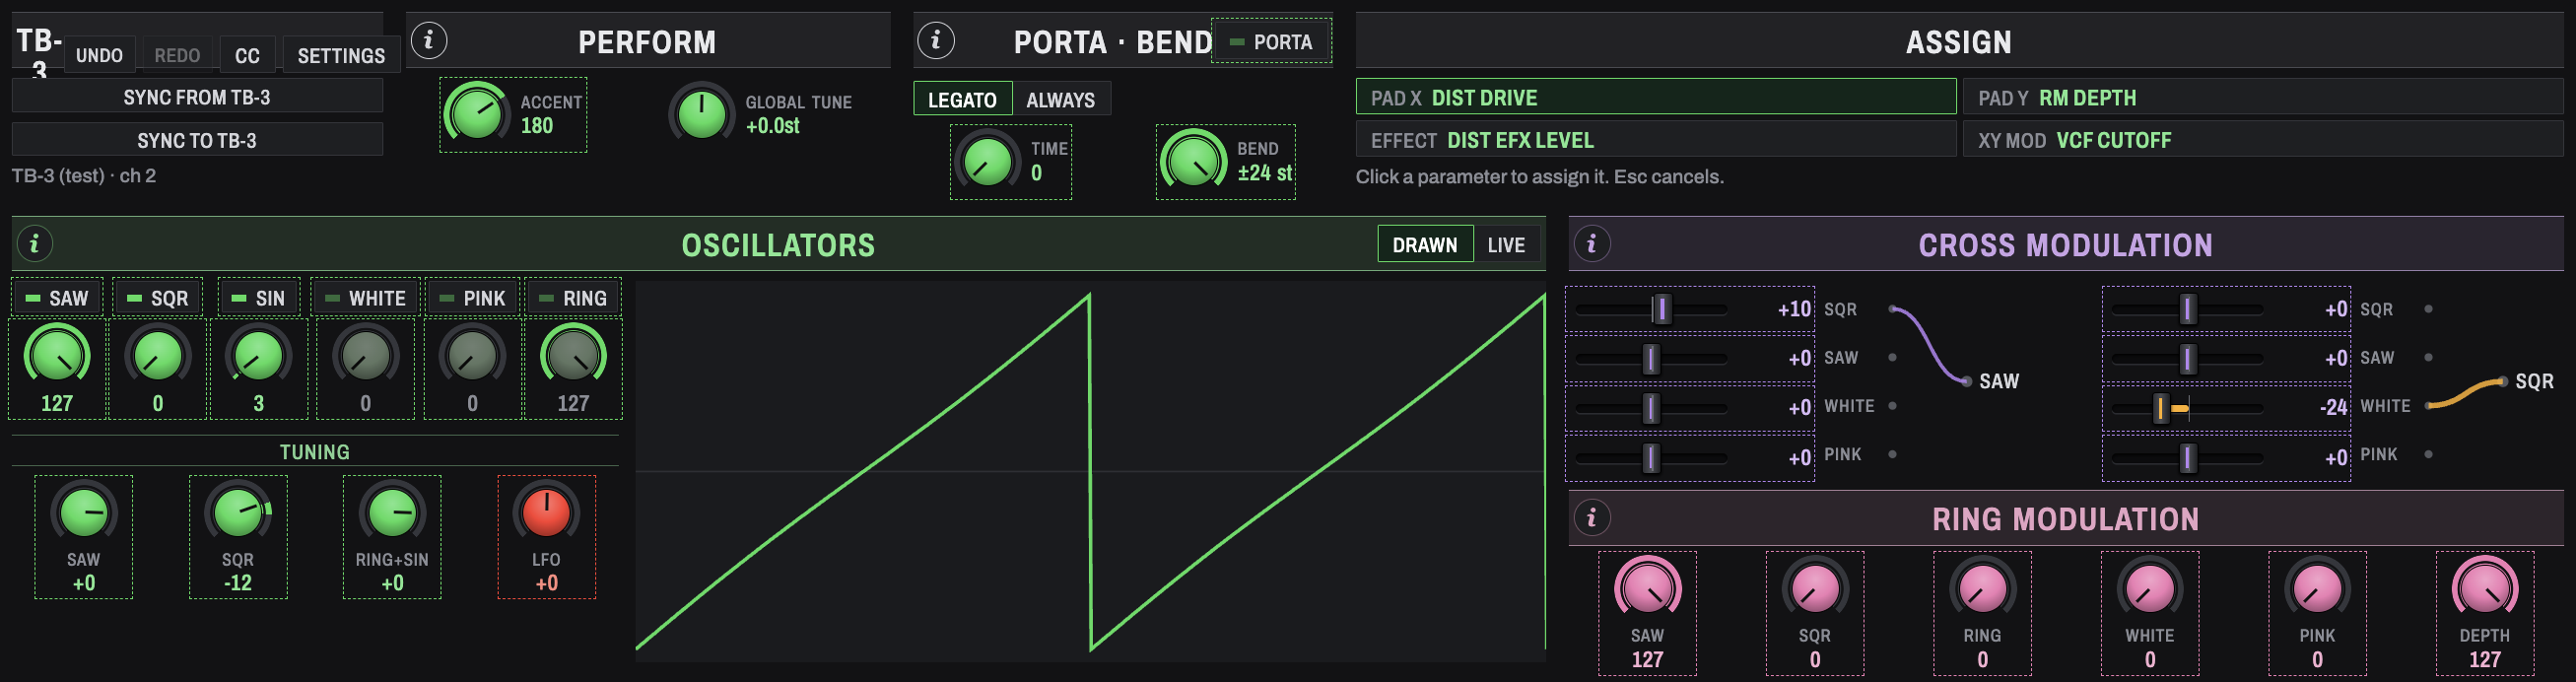 TB-3 UNDO REDO CC SETTINGS
i PERFORM
i PORTA · BEND PORTA
ASSIGN
SYNC FROM TB-3
SYNC TO TB-3
TB-3 (test) · ch 2
ACCENT
180
GLOBAL TUNE
+0.0st
LEGATO ALWAYS
TIME
0
BEND
±24 st
PAD X DIST DRIVE
PAD Y RM DEPTH
EFFECT DIST EFX LEVEL
XY MOD VCF CUTOFF
Click a parameter to assign it. Esc cancels.
i OSCILLATORS DRAWN LIVE
SAW SQR SIN WHITE PINK RING
127 0 3 0 0 127
TUNING
SAW SQR RING+SIN LFO
+0 -12 +0 +0
i CROSS MODULATION
+10 SQR
+0 SAW
+0 WHITE
+0 PINK
SAW
+0 SQR
+0 SAW
-24 WHITE
+0 PINK
SQR
i RING MODULATION
SAW SQR RING WHITE PINK DEPTH
127 0 0 0 0 127